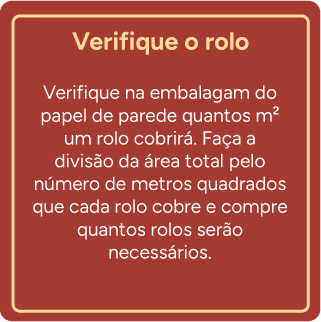 Verifique o rolo
Verifique na embalagam do
papel de parede quantos m²
um rolo cobrirá. Faça a
divisão da área total pelo
número de metros quadrados
que cada rolo cobre e compre
quantos rolos serão
necessários.